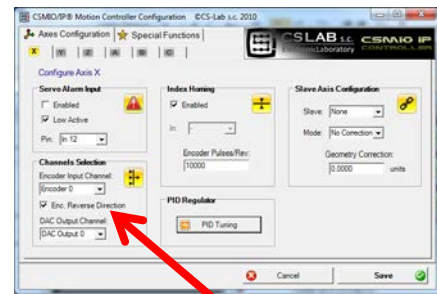 CSMIO/IP® Motion Controller Configuration ©CS-Lab s.c. 2010
Axes Configuration
Special Functions
CS LAB s.c.
Laboratory
CSMIO IP
CONTROLLER
X Y Z A B C
Configure Axis X
Servo Alarm Input
Enabled
Low Active
Pin: In 12
Channels Selection
Encoder Input Channel:
Encoder 0
Enc. Reverse Direction
DAC Output Channel:
DAC Output 0
Index Homing
Enabled
In: -
Encoder Pulses/Rev:
10000
PID Regulator
PID Tuning
Slave Axis Configuration
Slave: None
Mode: No Correction
Geometry Correction:
0.0000 units
Cancel
Save